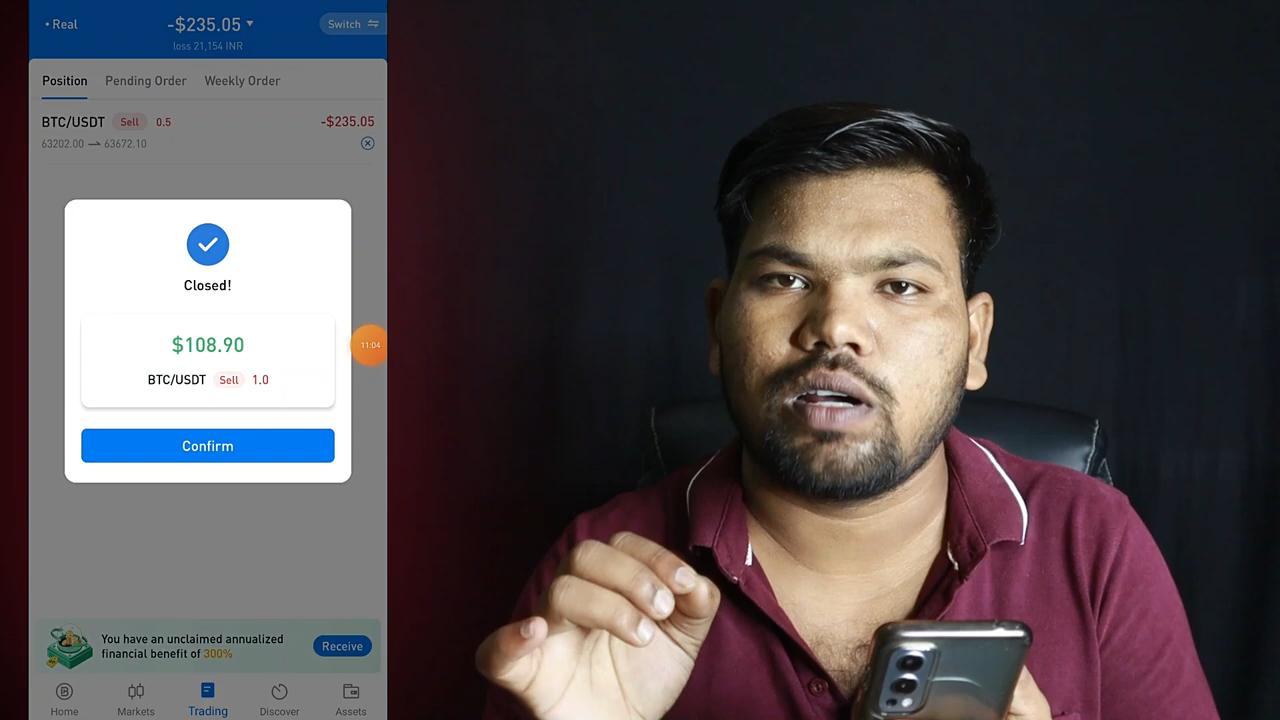 • Real
-$235.05
Switch
loss 21,154 INR
Position Pending Order Weekly Order
BTC/USDT Sell 0.5 -$235.05
63202.00 63672.10
Closed!
$108.90
11:04
BTC/USDT Sell 1.0
Confirm
You have an unclaimed annualized
financial benefit of 300%
Receive
Home Markets Trading Discover Assets